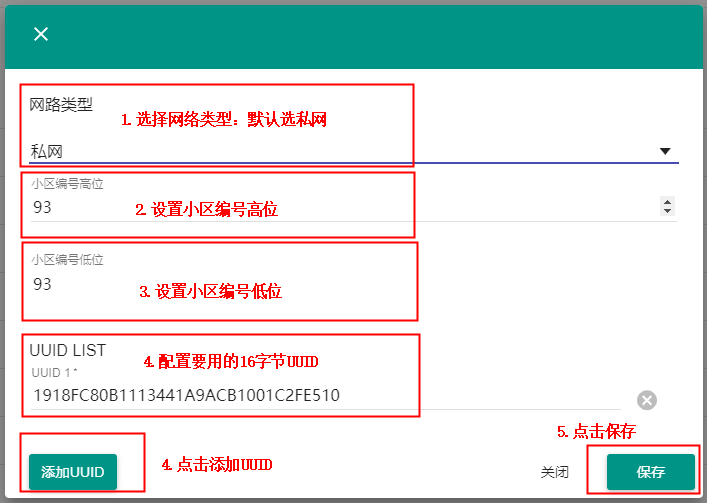 网路类型
1.选择网络类型：默认选私网
私网
小区编号高位
93
2.设置小区编号高位
小区编号低位
93
3.设置小区编号低位
UUID LIST
4.配置要用的16字节UUID
UUID 1 *
1918FC80B1113441A9ACB1001C2FE510
5.点击保存
添加UUID
4.点击添加UUID
关闭
保存